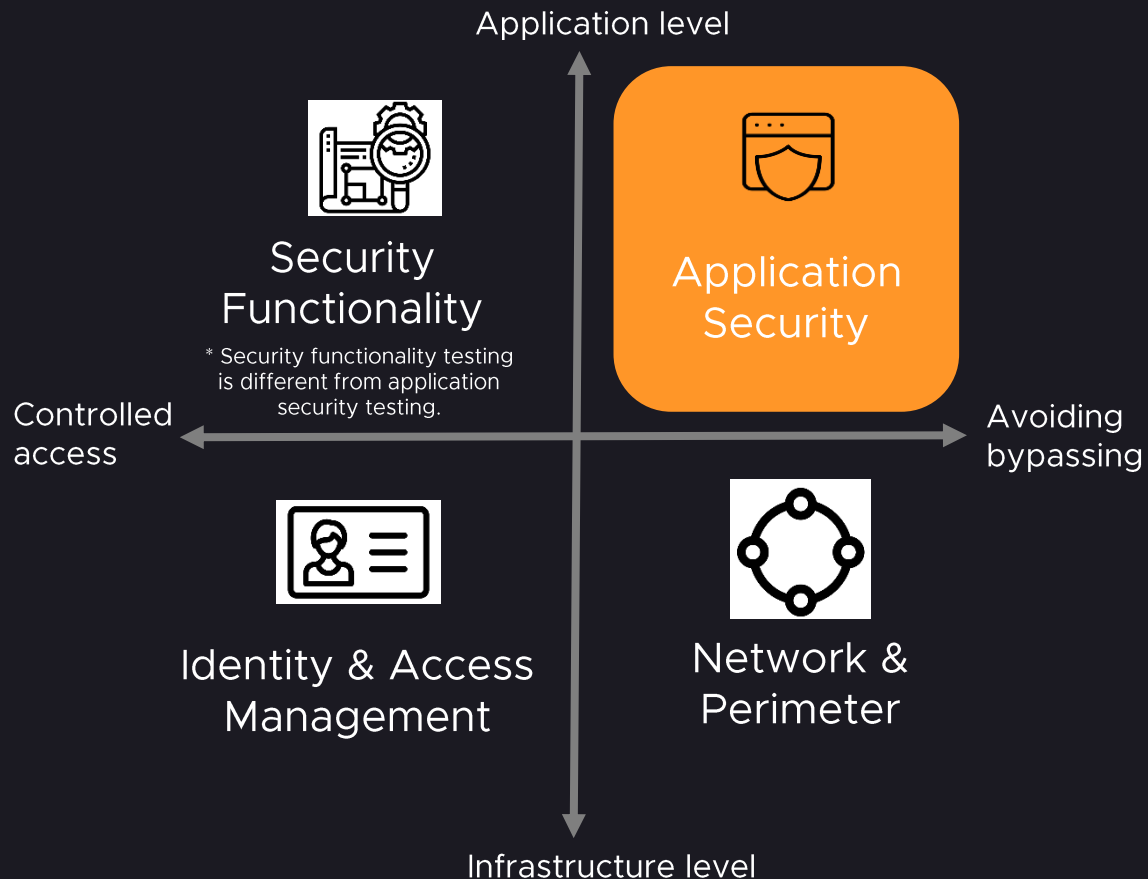 Application level
Security
Functionality
* Security functionality testing
is different from application
security testing.
Application
Security
Controlled
access
Avoiding
bypassing
Identity & Access
Management
Network &
Perimeter
Infrastructure level